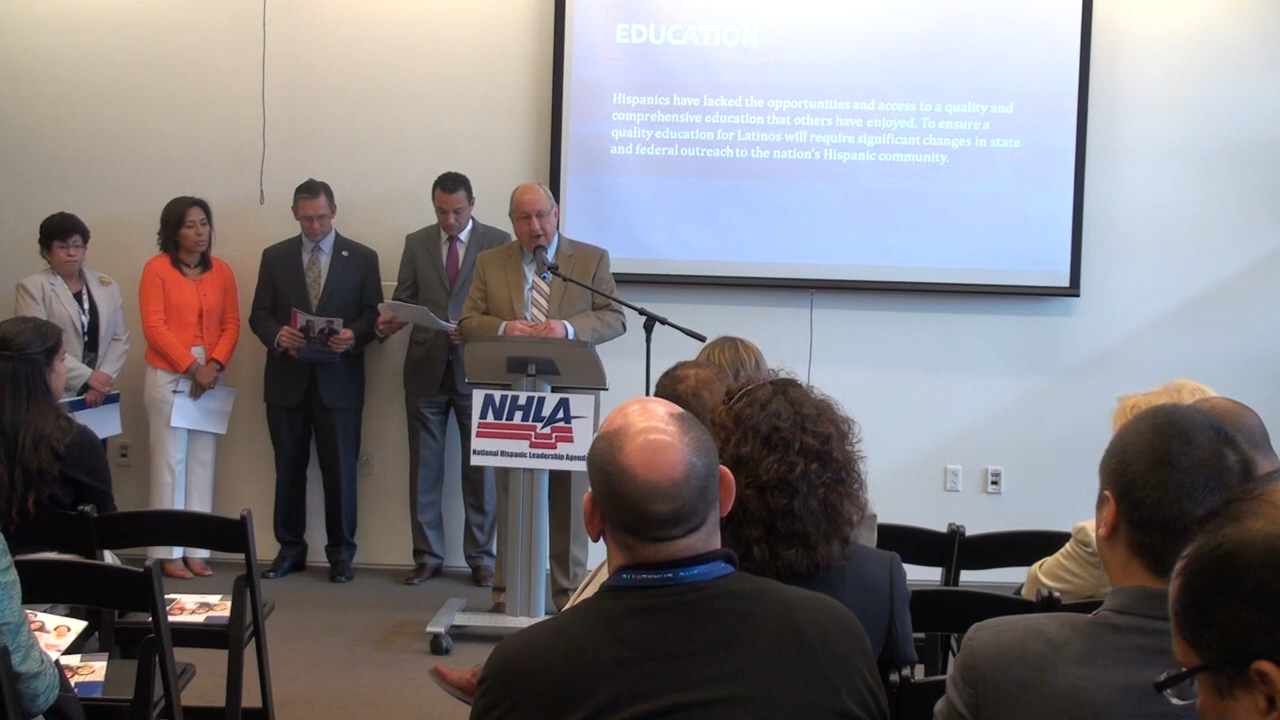 EDUCATION
Hispanics have lacked the opportunities and access to a quality and
comprehensive education that others have enjoyed. To ensure a
quality education for Latinos will require significant changes in state
and federal outreach to the nation's Hispanic community.
NHLA
National Hispanic Leadership Agend